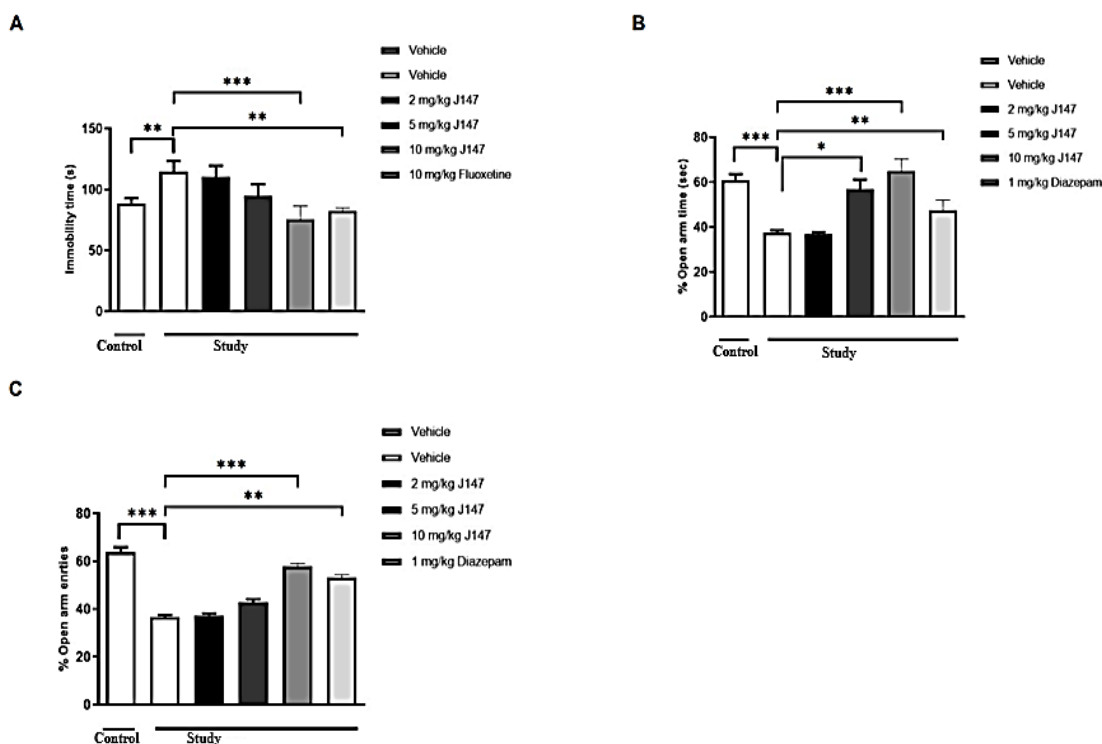 A
Vehicle
Vehicle
2 mg/kg J147
5 mg/kg J147
10 mg/kg J147
10 mg/kg Fluoxetine
***
**
**
150
100
50
0
Immobility time (s)
Control
Study
B
Vehicle
Vehicle
2 mg/kg J147
5 mg/kg J147
10 mg/kg J147
1 mg/kg Diazepam
***
**
***
*
80
60
40
20
0
% Open arm time (sec)
Control
Study
C
Vehicle
Vehicle
2 mg/kg J147
5 mg/kg J147
10 mg/kg J147
1 mg/kg Diazepam
***
**
***
80
60
40
20
0
% Open arm enrties
Control
Study